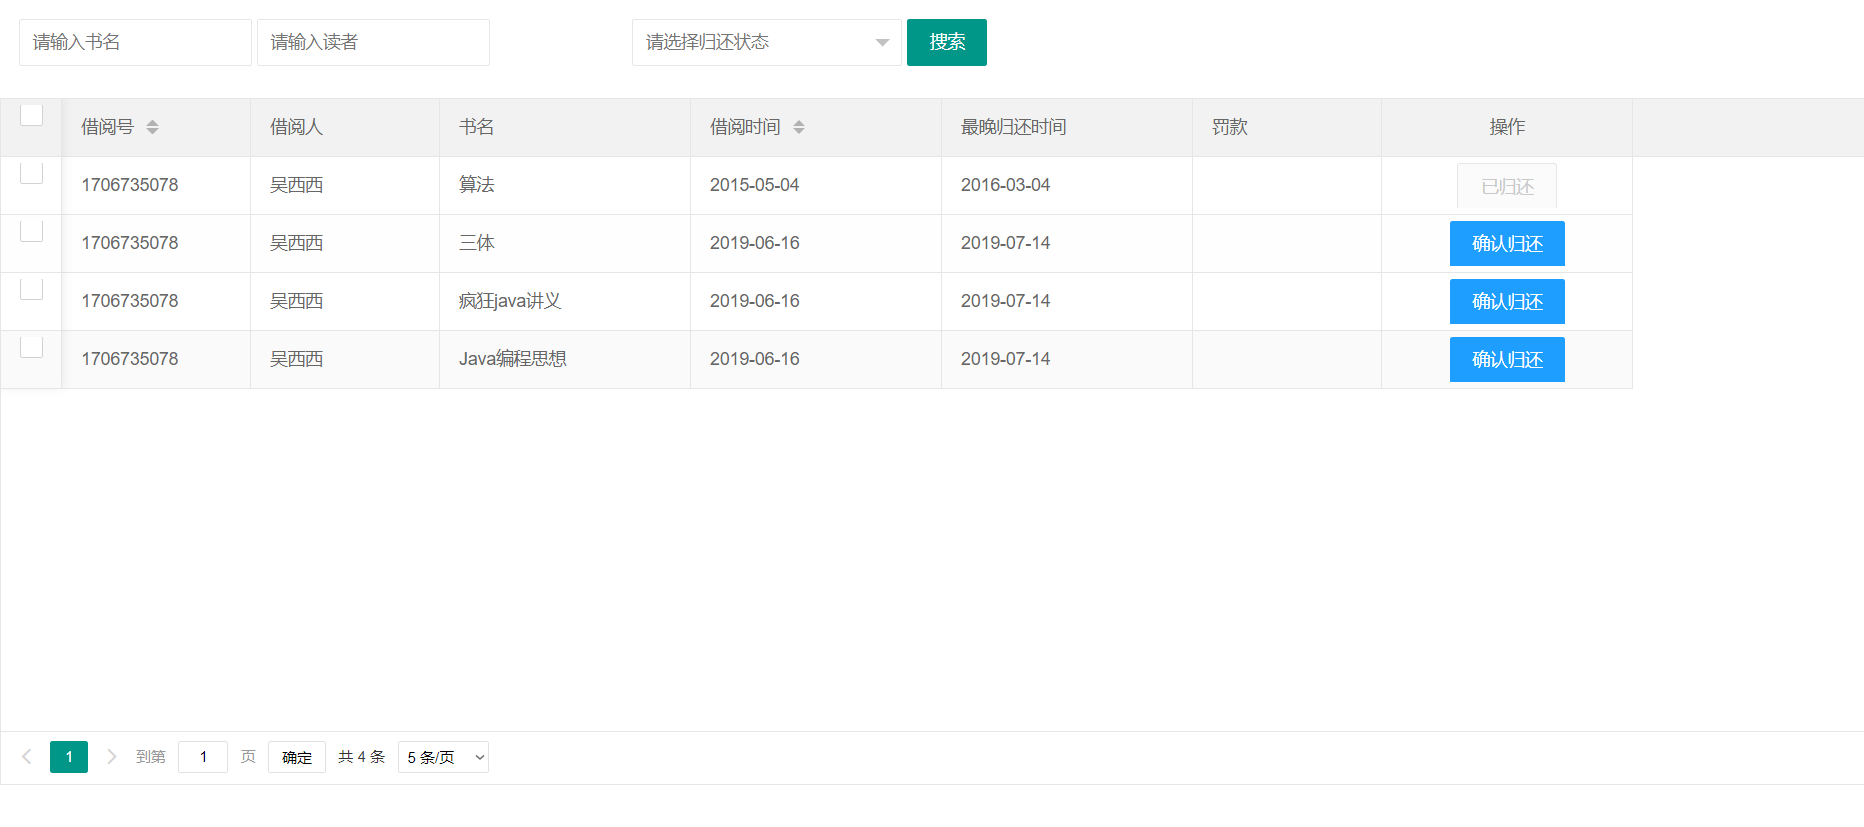 请输入书名 请输入读者 请选择归还状态 搜索
借阅号 借阅人 书名 借阅时间 最晚归还时间 罚款 操作
1706735078 吴西西 算法 2015-05-04 2016-03-04 已归还
1706735078 吴西西 三体 2019-06-16 2019-07-14 确认归还
1706735078 吴西西 疯狂java讲义 2019-06-16 2019-07-14 确认归还
1706735078 吴西西 Java编程思想 2019-06-16 2019-07-14 确认归还
1 到第 1 页 确定 共 4 条 5 条/页